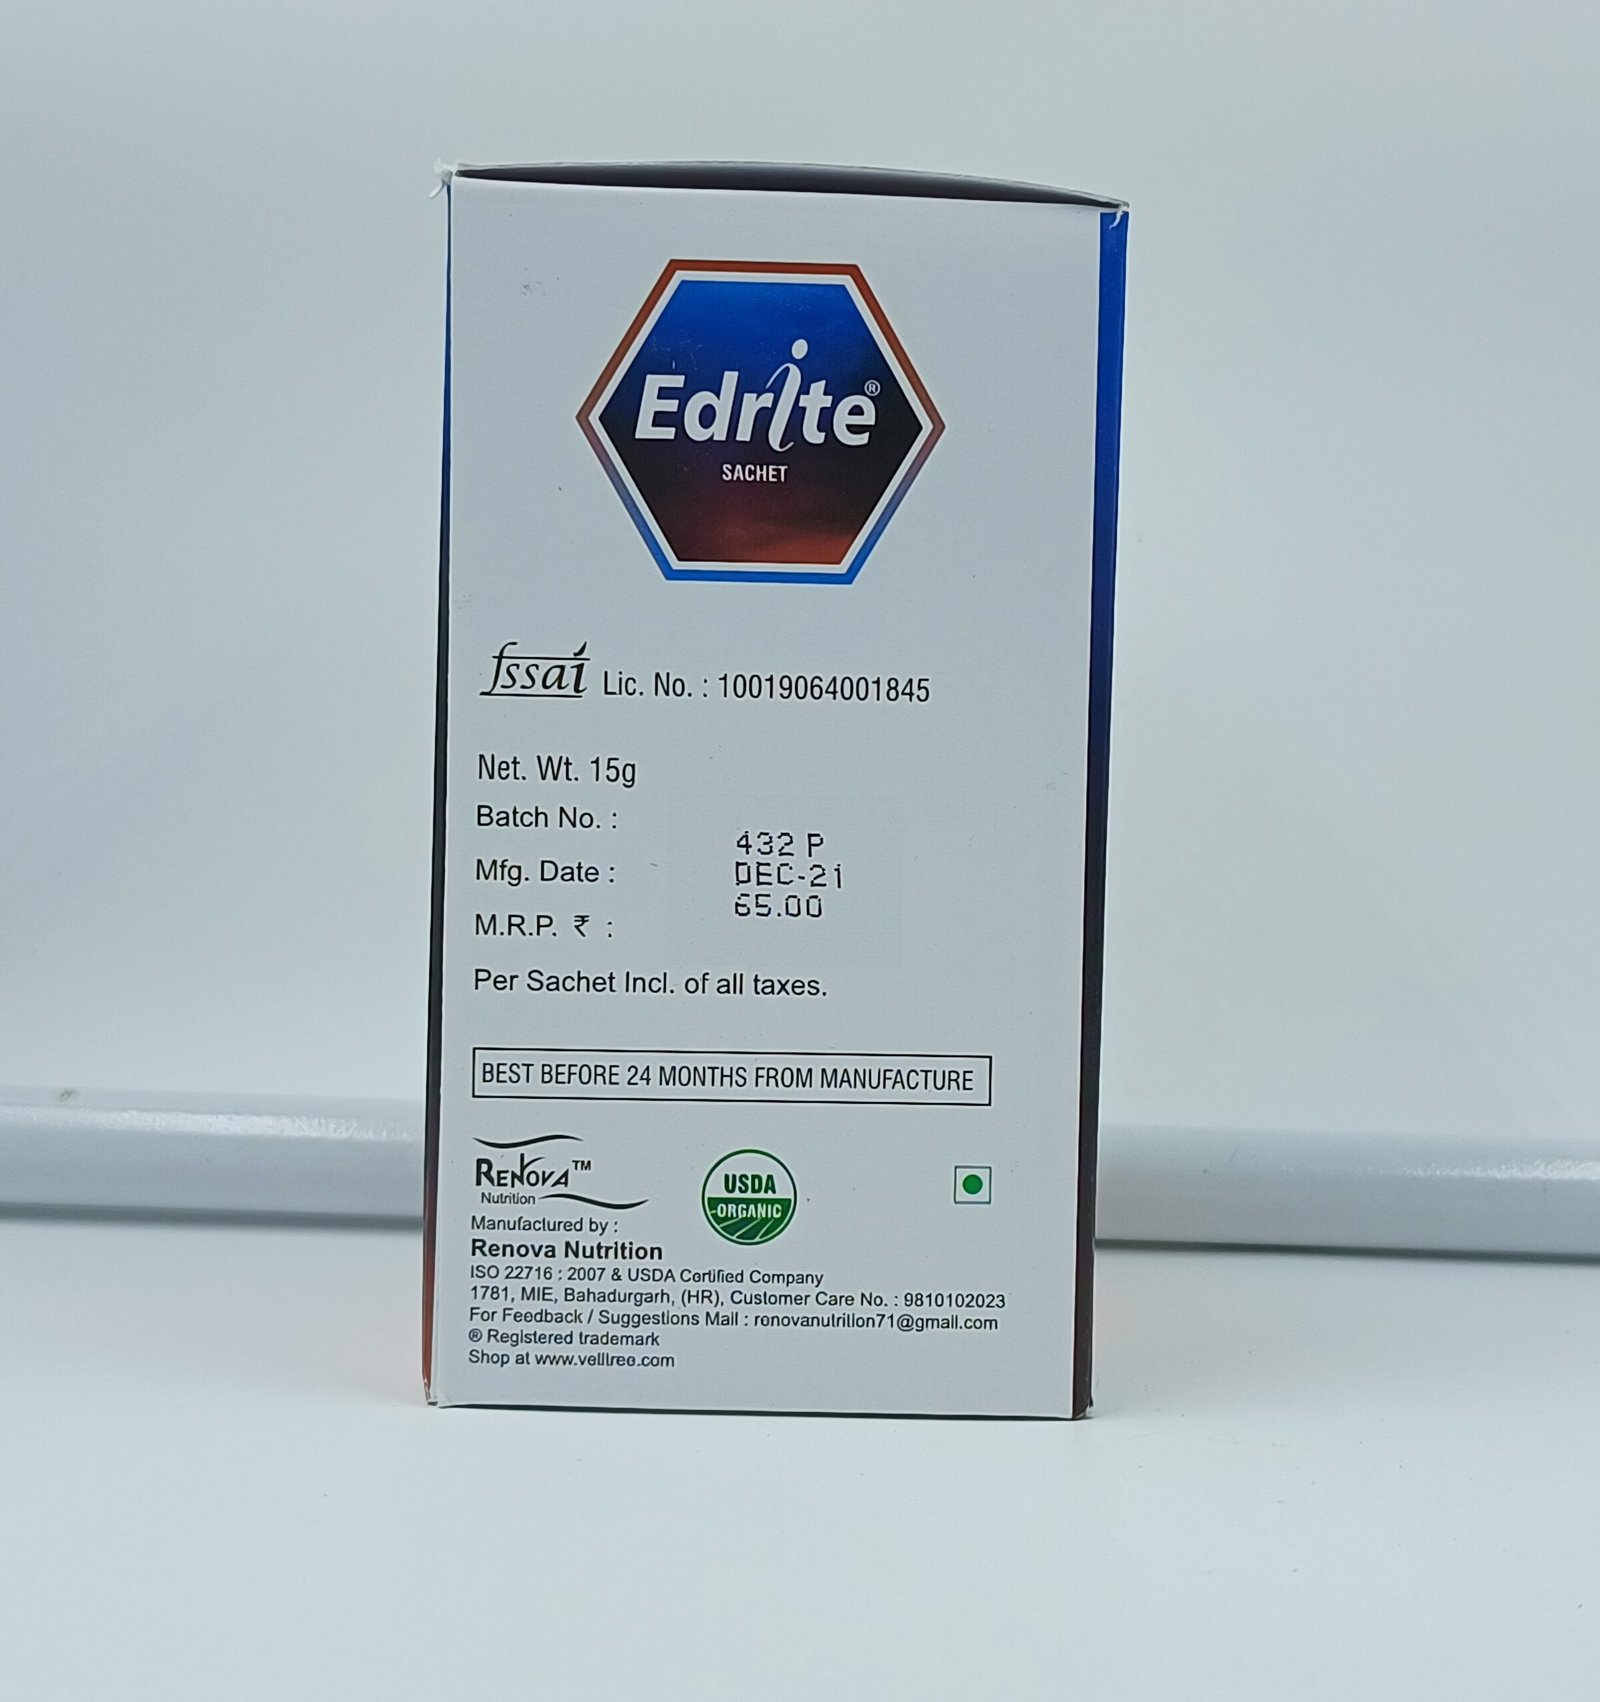 Edrite®
SACHET
fssai Lic. No. : 10019064001845
Net. Wt. 15g
Batch No. :
432 P
Mfg. Date :
DEC-21
M.R.P. ₹ :
65.00
Per Sachet Incl. of all taxes.
BEST BEFORE 24 MONTHS FROM MANUFACTURE
RENOVA™
Nutrition
USDA
ORGANIC
Manufactured by :
Renova Nutrition
ISO 22716 : 2007 & USDA Certified Company
1781, MIE, Bahadurgarh, (HR), Customer Care No. : 9810102023
For Feedback / Suggestions Mail : renovanutrition71@gmail.com
® Registered trademark
Shop at www.velltree.com